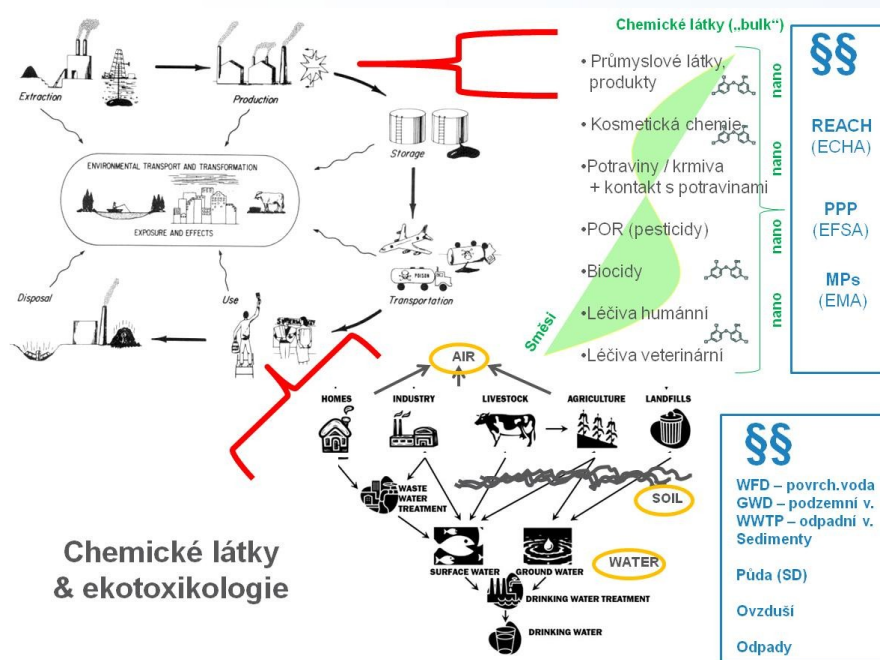 Chemické látky („bulk“)
Extraction
Production
Storage
ENVIRONMENTAL TRANSPORT AND TRANSFORMATION
EXPOSURE AND EFFECTS
POISON
Transportation
Disposal
Use
• Průmyslové látky,
produkty
• Kosmetická chemie
•Potraviny / krmiva
+ kontakt s potravinami
•POR (pesticidy)
•Biocidy
•Léčiva humánní
•Léčiva veterinární
Směsi
nano
nano
nano
nano
§§
REACH
(ECHA)
PPP
(EFSA)
MPs
(EMA)
AIR
HOMES
INDUSTRY
LIVESTOCK
AGRICULTURE
LANDFILLS
WASTE
WATER
TREATMENT
SOIL
WATER
SURFACE WATER
GROUND WATER
DRINKING WATER TREATMENT
DRINKING WATER
Chemické látky
& ekotoxikologie
§§
WFD – povrch.voda
GWD – podzemní v.
WWTP – odpadní v.
Sedimenty
Půda (SD)
Ovzduší
Odpady